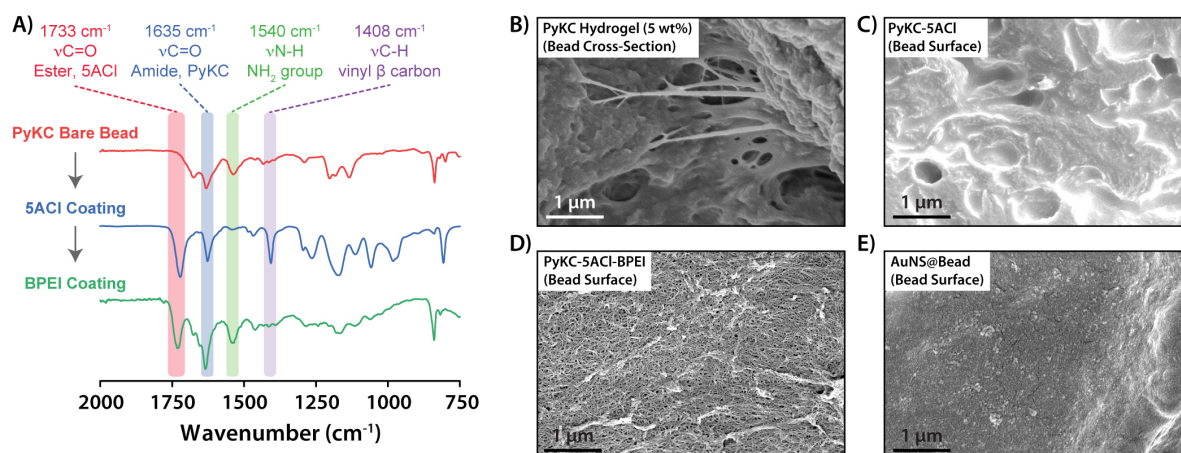 A)
1733 cm⁻¹
νC=O
Ester, 5ACl
1635 cm⁻¹
νC=O
Amide, PyKC
1540 cm⁻¹
νN-H
NH₂ group
1408 cm⁻¹
νC-H
vinyl β carbon
PyKC Bare Bead
5ACl Coating
BPEI Coating
2000
1750
1500
1250
1000
750
Wavenumber (cm⁻¹)
B)
PyKC Hydrogel (5 wt%)
(Bead Cross-Section)
1 μm
C)
PyKC-5ACl
(Bead Surface)
1 μm
D)
PyKC-5ACl-BPEI
(Bead Surface)
1 μm
E)
AuNS@Bead
(Bead Surface)
1 μm